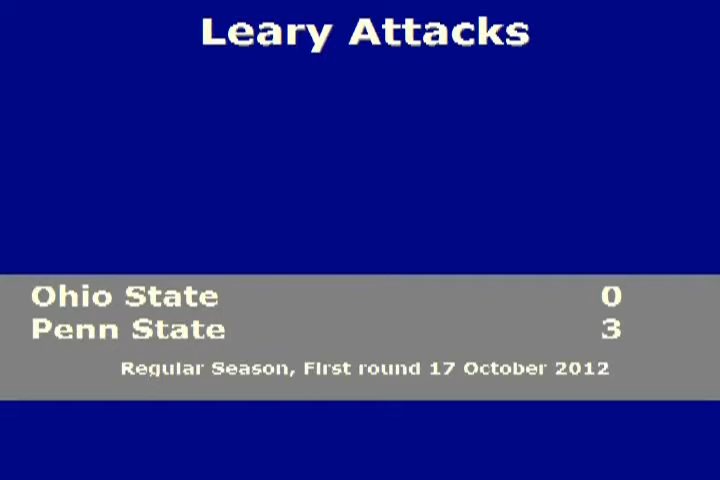 Leary Attacks
Ohio State 0
Penn State 3
Regular Season, First round 17 October 2012